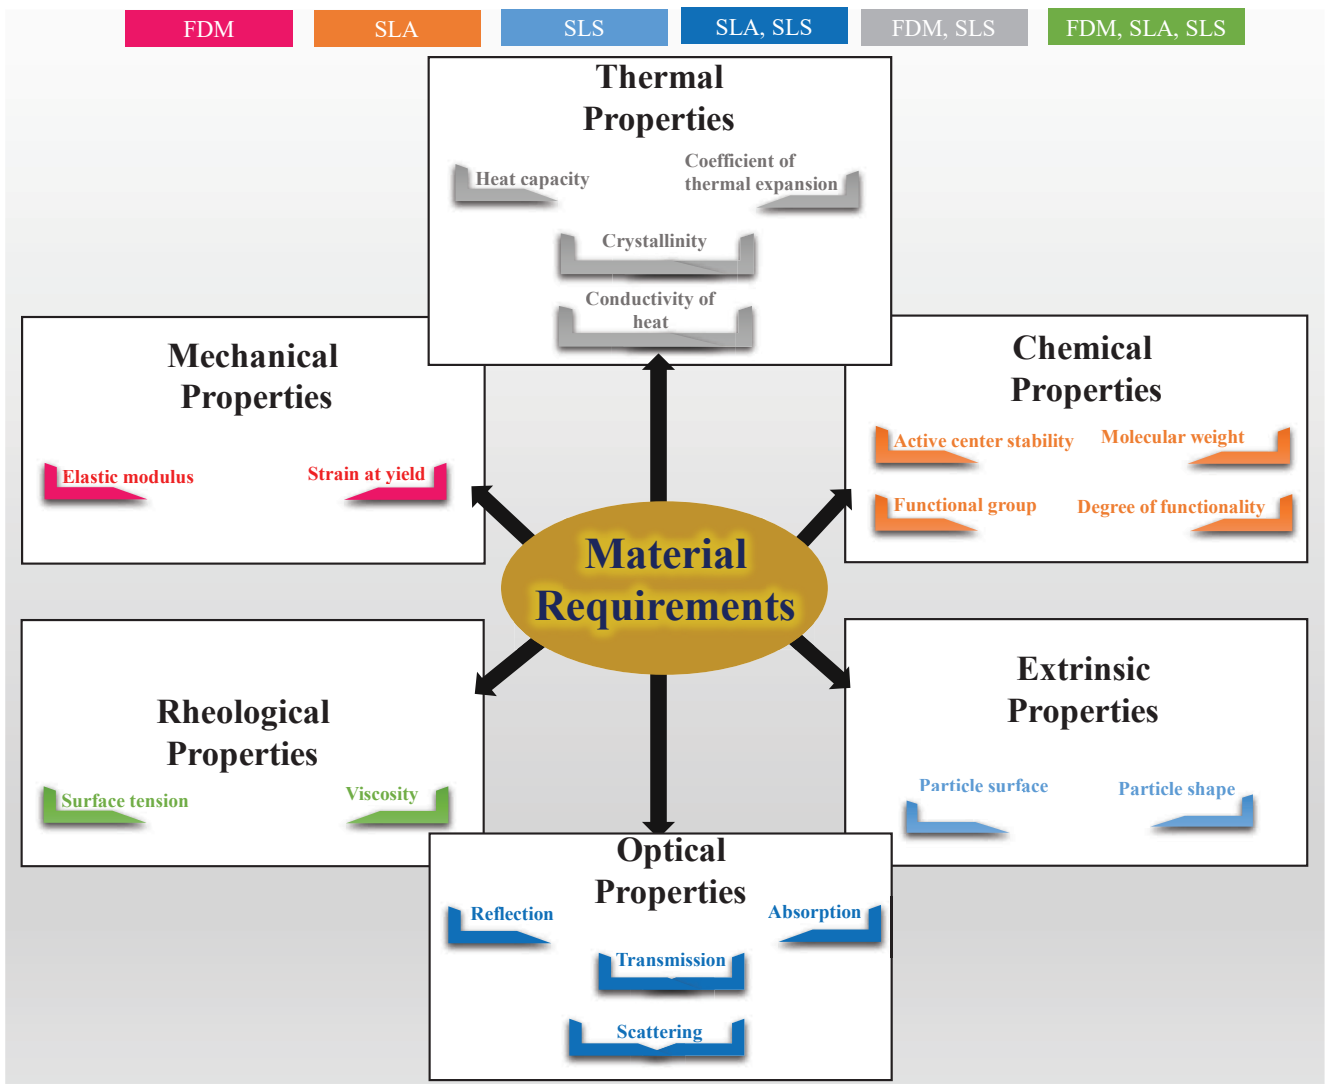 FDM
SLA
SLS
SLA, SLS
FDM, SLS
FDM, SLA, SLS
Thermal
Properties
Heat capacity
Coefficient of
thermal expansion
Crystallinity
Conductivity of
heat
Mechanical
Properties
Elastic modulus
Strain at yield
Chemical
Properties
Active center stability
Molecular weight
Functional group
Degree of functionality
Material
Requirements
Rheological
Properties
Surface tension
Viscosity
Extrinsic
Properties
Particle surface
Particle shape
Optical
Properties
Reflection
Absorption
Transmission
Scattering